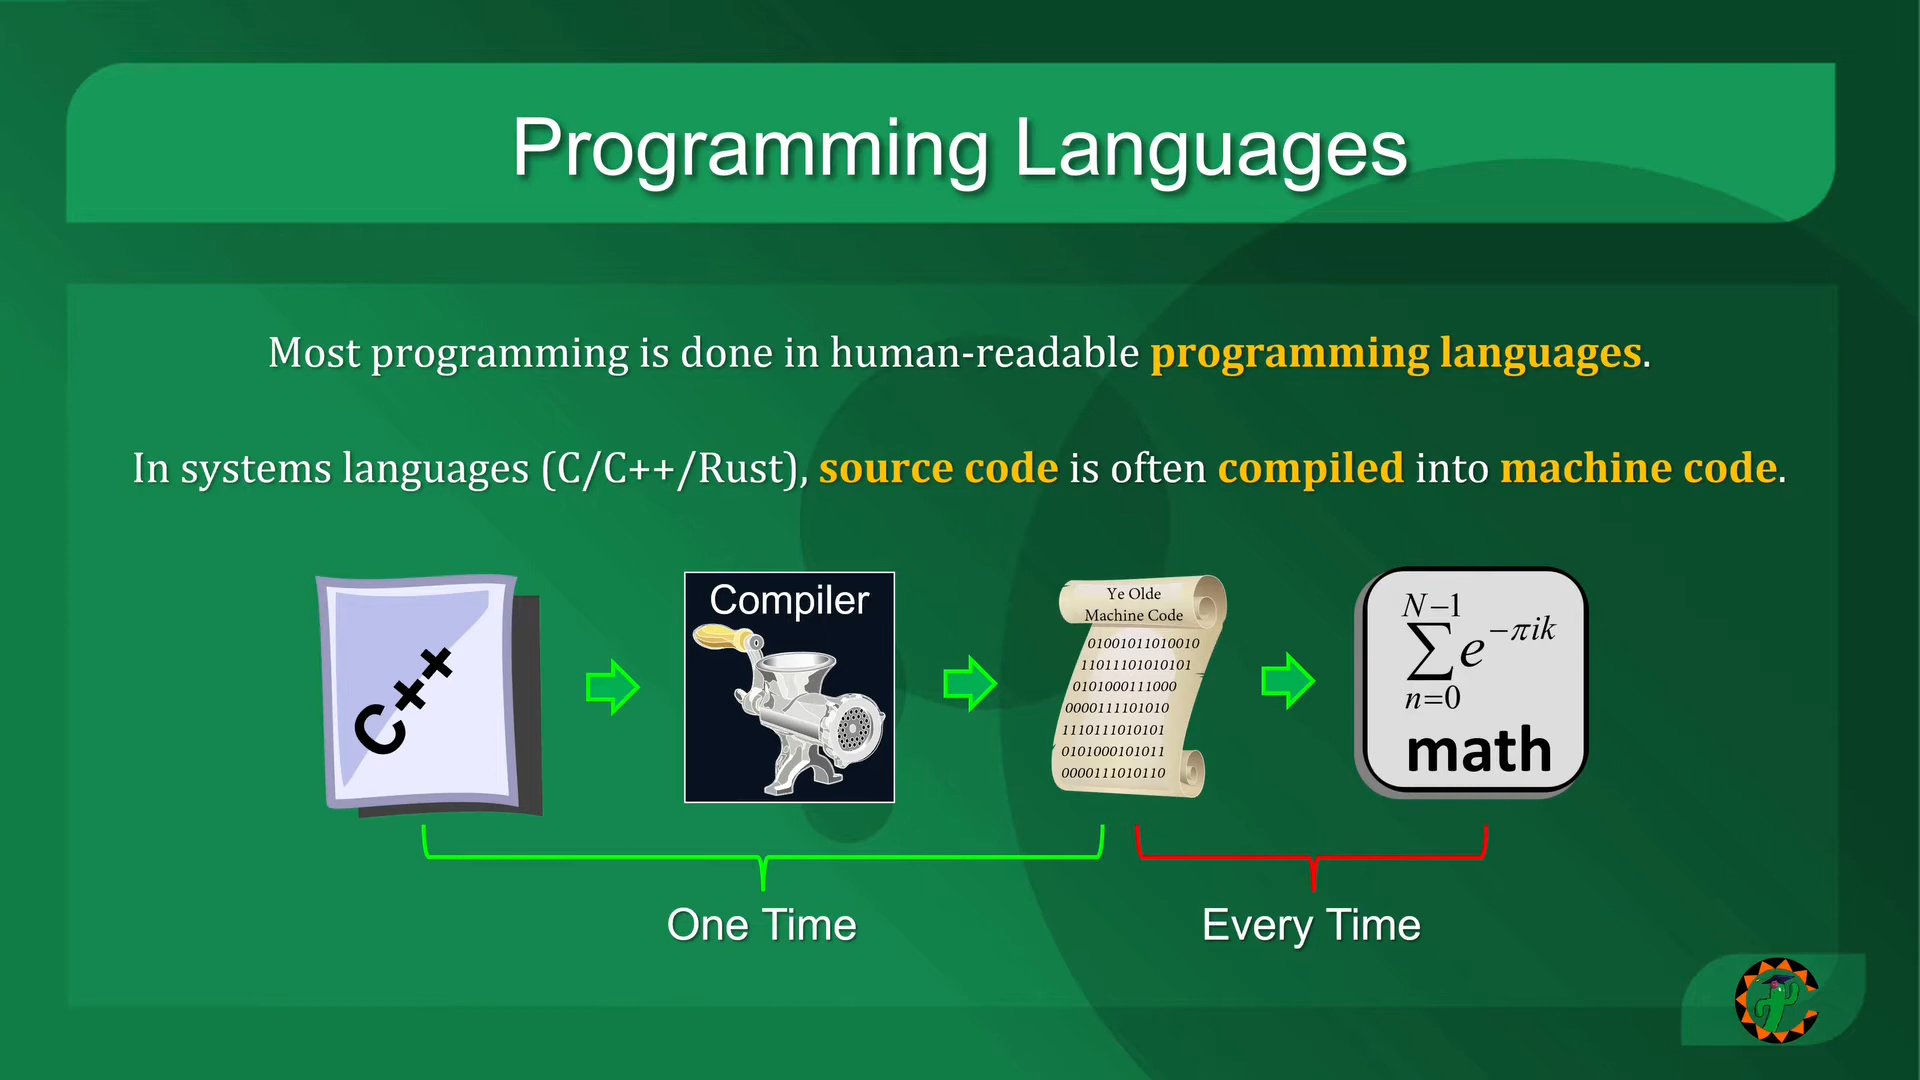 Programming Languages
Most programming is done in human-readable programming languages.
In systems languages (C/C++/Rust), source code is often compiled into machine code.
C++
Compiler
Ye Olde
Machine Code
01001011010010
11011101010101
0101000111000
0000111101010
1110111010101
0101000101011
0000111010110
N−1
∑e^−πik
n=0
math
One Time
Every Time